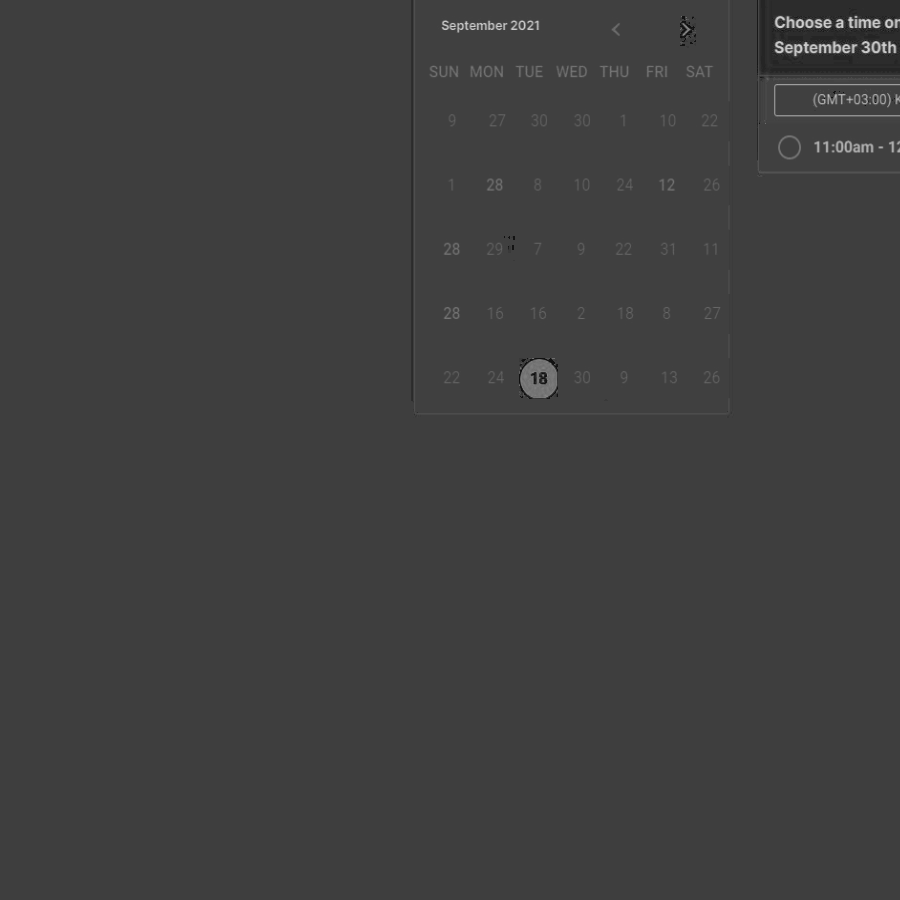 September 2021
SUN MON TUE WED THU FRI SAT
9 27 30 30 1 10 22
1 28 8 10 24 12 26
28 29 7 9 22 31 11
28 16 16 2 18 8 27
22 24 18 30 9 13 26
Choose a time on
September 30th
(GMT+03:00) K
11:00am - 12